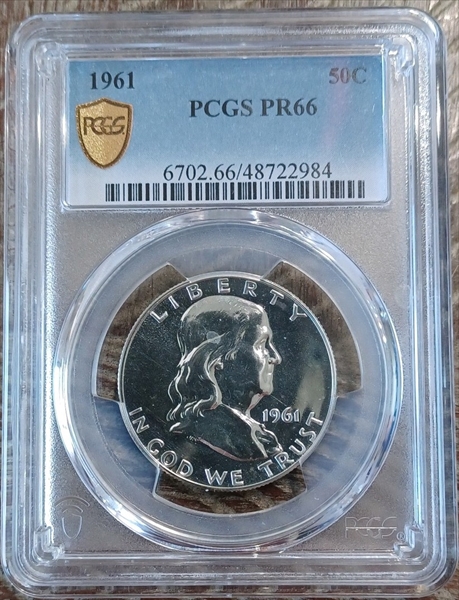 1961 50C
PCGS PCGS PR66
6702.66/48722984
LIBERTY
1961
IN GOD WE TRUST
PCGS